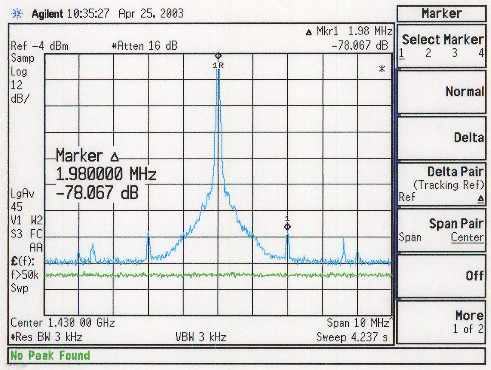 Agilent 10:35:27 Apr 25, 2003
Marker
Δ Mkr1 1.98 MHz
Ref -4 dBm #Atten 16 dB -78.067 dB
Samp
Log
12
dB/
1R
*
Marker Δ
1.980000 MHz
-78.067 dB
LgAv
45
V1 W2
S3 FC
AA
£(f):
f>50k
Swp
1
Center 1.430 00 GHz Span 10 MHz
#Res BW 3 kHz VBW 3 kHz Sweep 4.237 s
No Peak Found
Select Marker
1 2 3 4
Normal
Delta
Delta Pair
(Tracking Ref)
Ref Δ
Span Pair
Span Center
Off
More
1 of 2